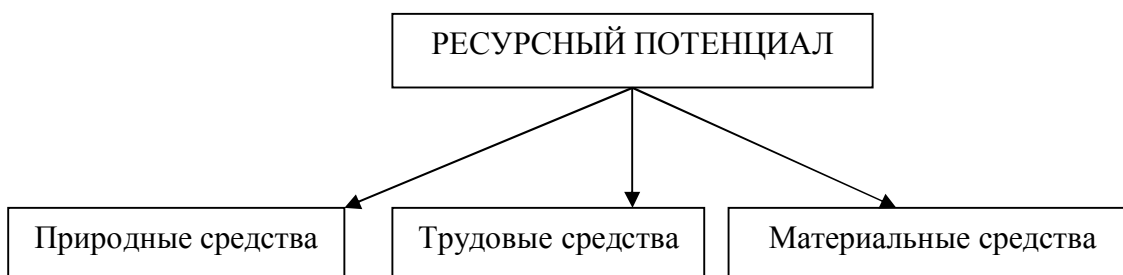 РЕСУРСНЫЙ ПОТЕНЦИАЛ
Природные средства
Трудовые средства
Материальные средства